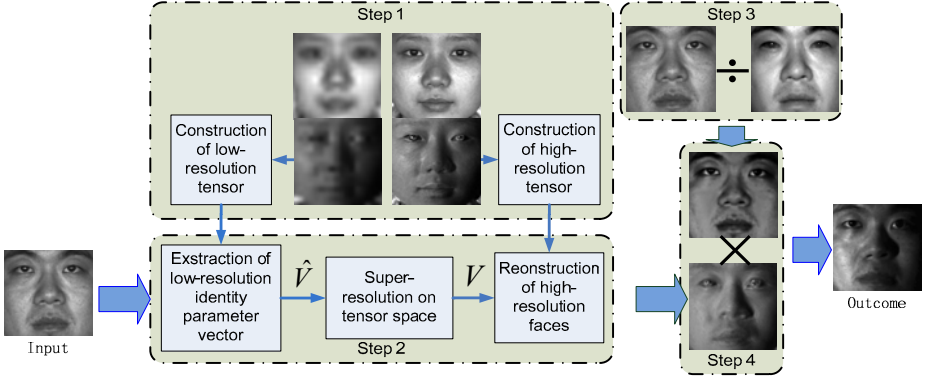 Step 1
Step 3
Construction
of low-
resolution
tensor
Construction
of high-
resolution
tensor
÷
Exstraction of
low-resolution
identity
parameter
vector
V̂
Super-
resolution on
tensor space
V
Reonstruction
of high-
resolution
faces
Step 2
×
Step 4
Input
Outcome